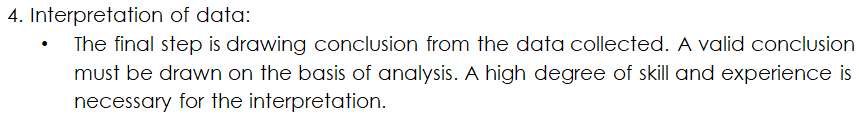 4. Interpretation of data:
• The final step is drawing conclusion from the data collected. A valid conclusion
must be drawn on the basis of analysis. A high degree of skill and experience is
necessary for the interpretation.